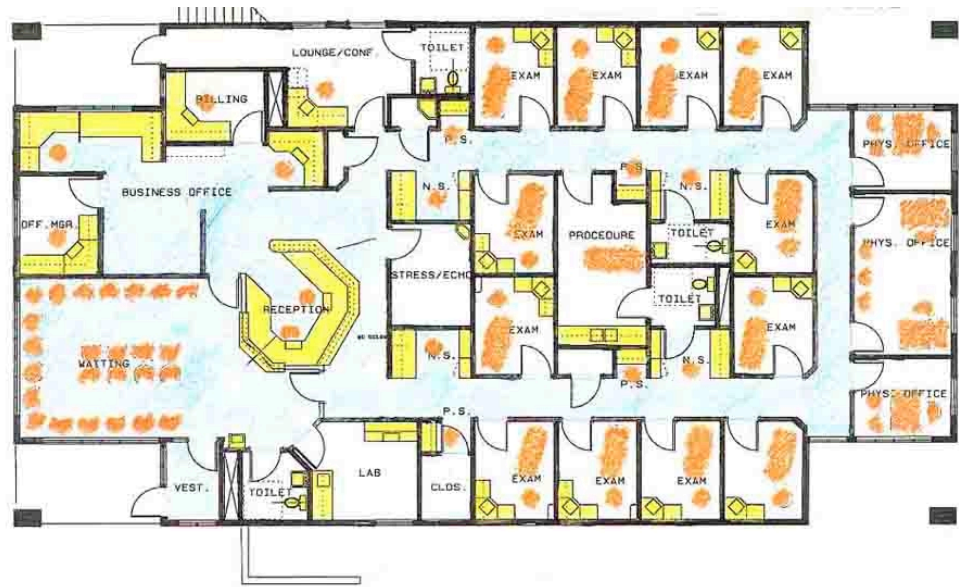 LOUNGE/CONF.
TOILET
EXAM
EXAM
EXAM
EXAM
BILLING
P.S.
PHYS. OFFICE
P.S.
BUSINESS OFFICE
N.S.
N.S.
OFF.MGR.
EXAM
PROCEDURE
TOILET
EXAM
PHYS. OFFICE
STRESS/ECHO
TOILET
RECEPTION
EXAM
EXAM
WAITING
N.S.
N.S.
P.S.
PHYS. OFFICE
P.S.
VEST.
TOILET
LAB
CLOS.
EXAM
EXAM
EXAM